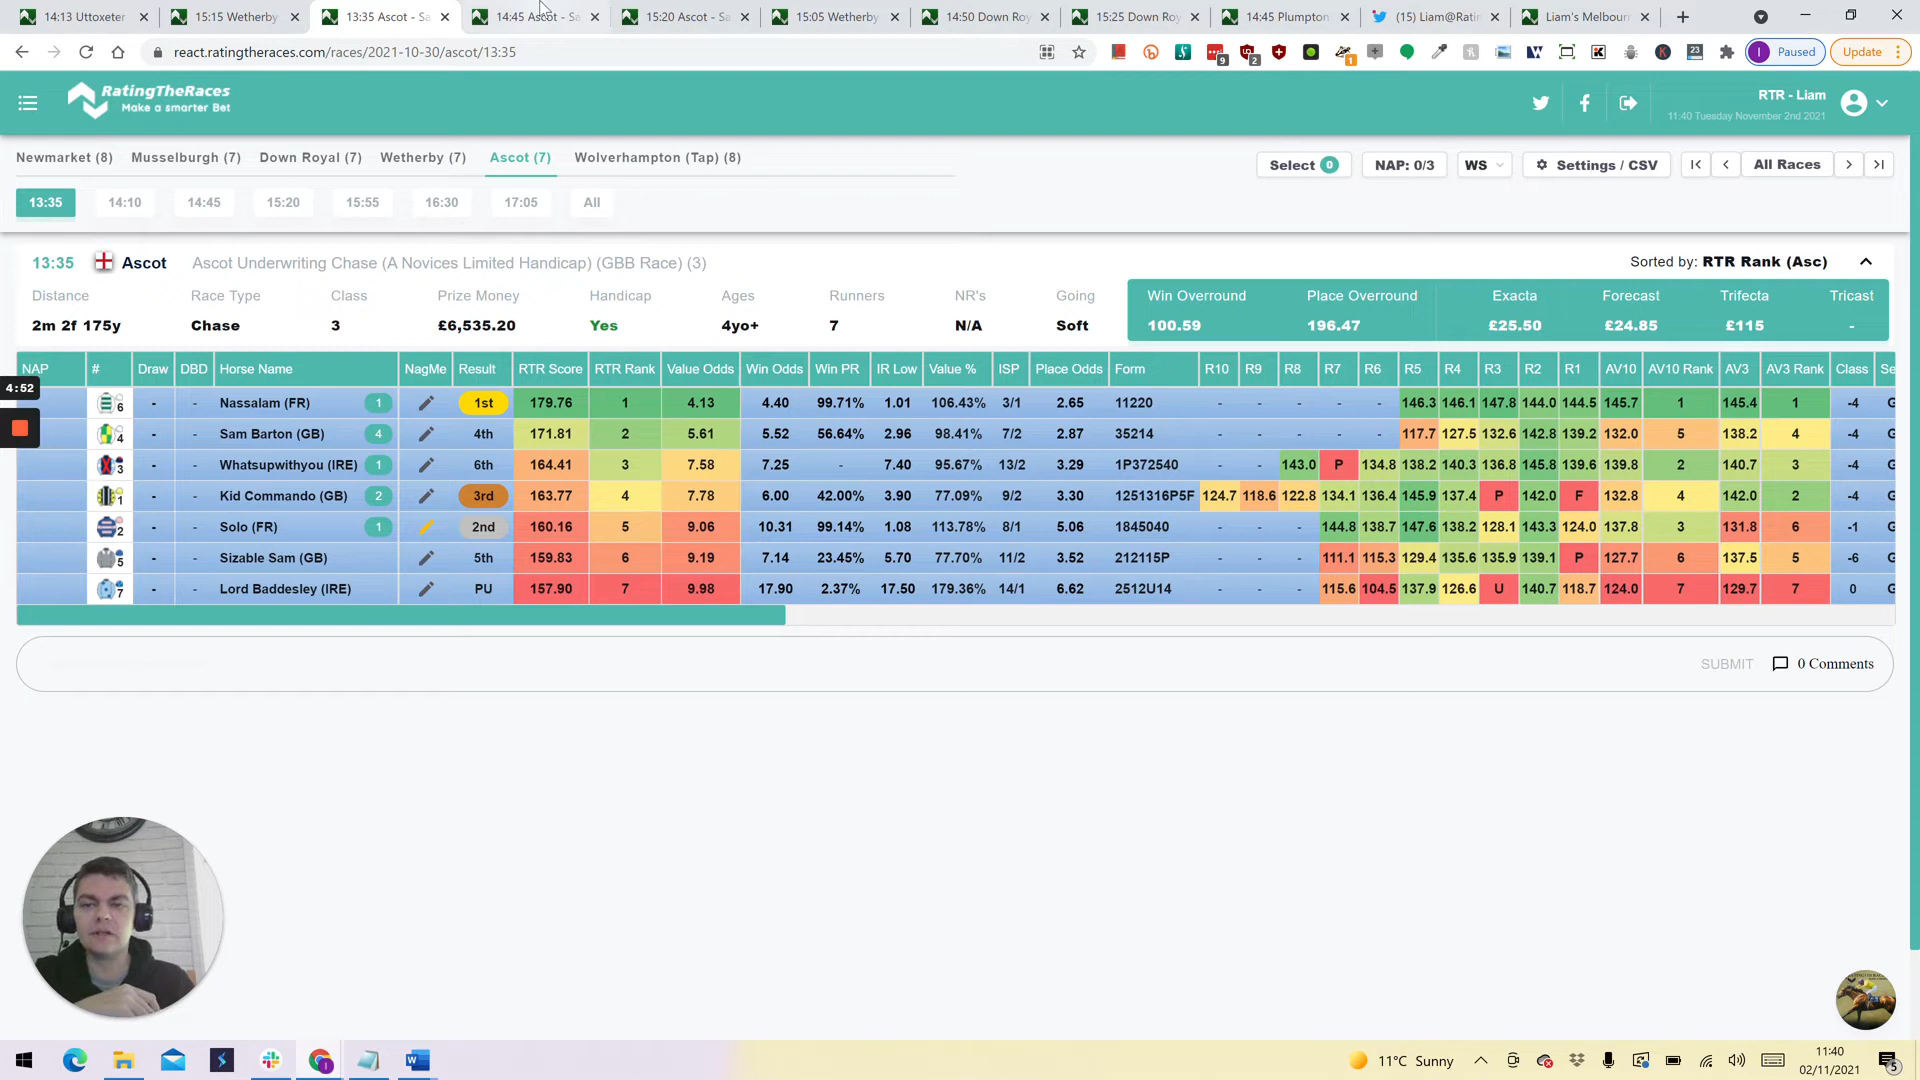 14:13 Uttoxeter
15:15 Wetherby
13:35 Ascot - Sa
14:45 Ascot - Sa
15:20 Ascot - Sa
15:05 Wetherby
14:50 Down Roy
15:25 Down Roy
14:45 Plumpton
(15) Liam@Ratin
Liam's Melbourn
react.ratingtheraces.com/races/2021-10-30/ascot/13:35
9
2
1
23
I Paused
Update
RatingTheRaces
Make a smarter Bet
RTR - Liam
11:40 Tuesday November 2nd 2021
Newmarket (8) Musselburgh (7) Down Royal (7) Wetherby (7) Ascot (7) Wolverhampton (Tap) (8)
Select 0 NAP: 0/3 WS Settings / CSV All Races
13:35 14:10 14:45 15:20 15:55 16:30 17:05 All
13:35 Ascot Ascot Underwriting Chase (A Novices Limited Handicap) (GBB Race) (3)
Sorted by: RTR Rank (Asc)
Distance Race Type Class Prize Money Handicap Ages Runners NR's Going Win Overround Place Overround Exacta Forecast Trifecta Tricast
2m 2f 175y Chase 3 £6,535.20 Yes 4yo+ 7 N/A Soft 100.59 196.47 £25.50 £24.85 £115 -
NAP # Draw DBD Horse Name NagMe Result RTR Score RTR Rank Value Odds Win Odds Win PR IR Low Value % ISP Place Odds Form R10 R9 R8 R7 R6 R5 R4 R3 R2 R1 AV10 AV10 Rank AV3 AV3 Rank Class Se
6 - - Nassalam (FR) 1 1st 179.76 1 4.13 4.40 99.71% 1.01 106.43% 3/1 2.65 11220 - - - - - 146.3 146.1 147.8 144.0 144.5 145.7 1 145.4 1 -4 G
4 - - Sam Barton (GB) 4 4th 171.81 2 5.61 5.52 56.64% 2.96 98.41% 7/2 2.87 35214 - - - - - 117.7 127.5 132.6 142.8 139.2 132.0 5 138.2 4 -4 G
3 - - Whatsupwithyou (IRE) 1 6th 164.41 3 7.58 7.25 - 7.40 95.67% 13/2 3.29 1P372540 - - 143.0 P 134.8 138.2 140.3 136.8 145.8 139.6 139.8 2 140.7 3 -4 G
1 - - Kid Commando (GB) 2 3rd 163.77 4 7.78 6.00 42.00% 3.90 77.09% 9/2 3.30 1251316P5F 124.7 118.6 122.8 134.1 136.4 145.9 137.4 P 142.0 F 132.8 4 142.0 2 -4 G
2 - - Solo (FR) 1 2nd 160.16 5 9.06 10.31 99.14% 1.08 113.78% 8/1 5.06 1845040 - - - 144.8 138.7 147.6 138.2 128.1 143.3 124.0 137.8 3 131.8 6 -1 G
5 - - Sizable Sam (GB) 5th 159.83 6 9.19 7.14 23.45% 5.70 77.70% 11/2 3.52 212115P - - - 111.1 115.3 129.4 135.6 135.9 139.1 P 127.7 6 137.5 5 -6 G
7 - - Lord Baddesley (IRE) PU 157.90 7 9.98 17.90 2.37% 17.50 179.36% 14/1 6.62 2512U14 - - - 115.6 104.5 137.9 126.6 U 140.7 118.7 124.0 7 129.7 7 0 G
4:52
SUBMIT 0 Comments
11°C Sunny
11:40
02/11/2021
5